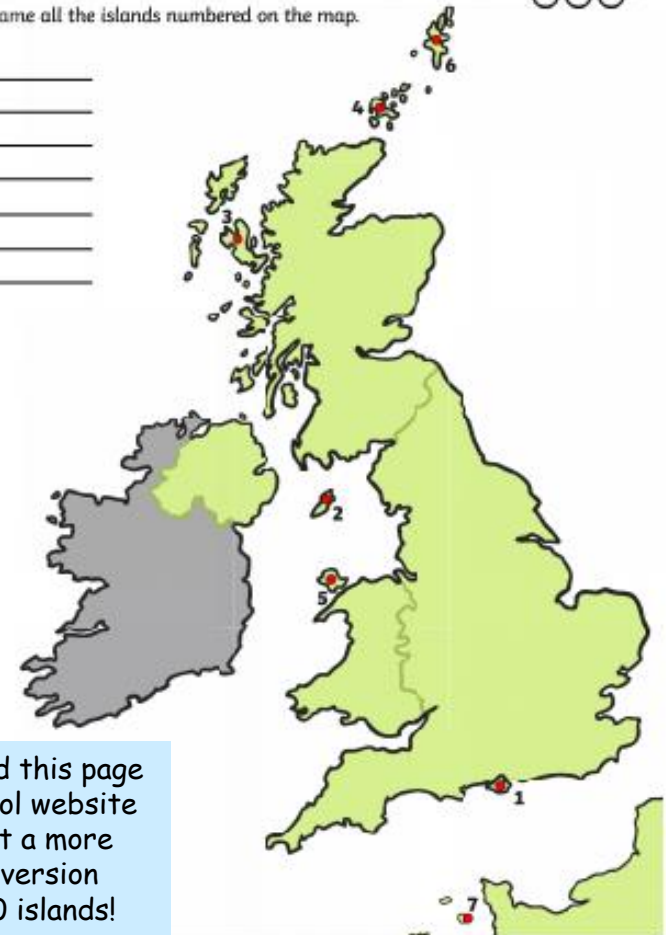 ame all the islands numbered on the map.
6
4
3
2
5
1
7
d this page
ol website
t a more
version
0 islands!